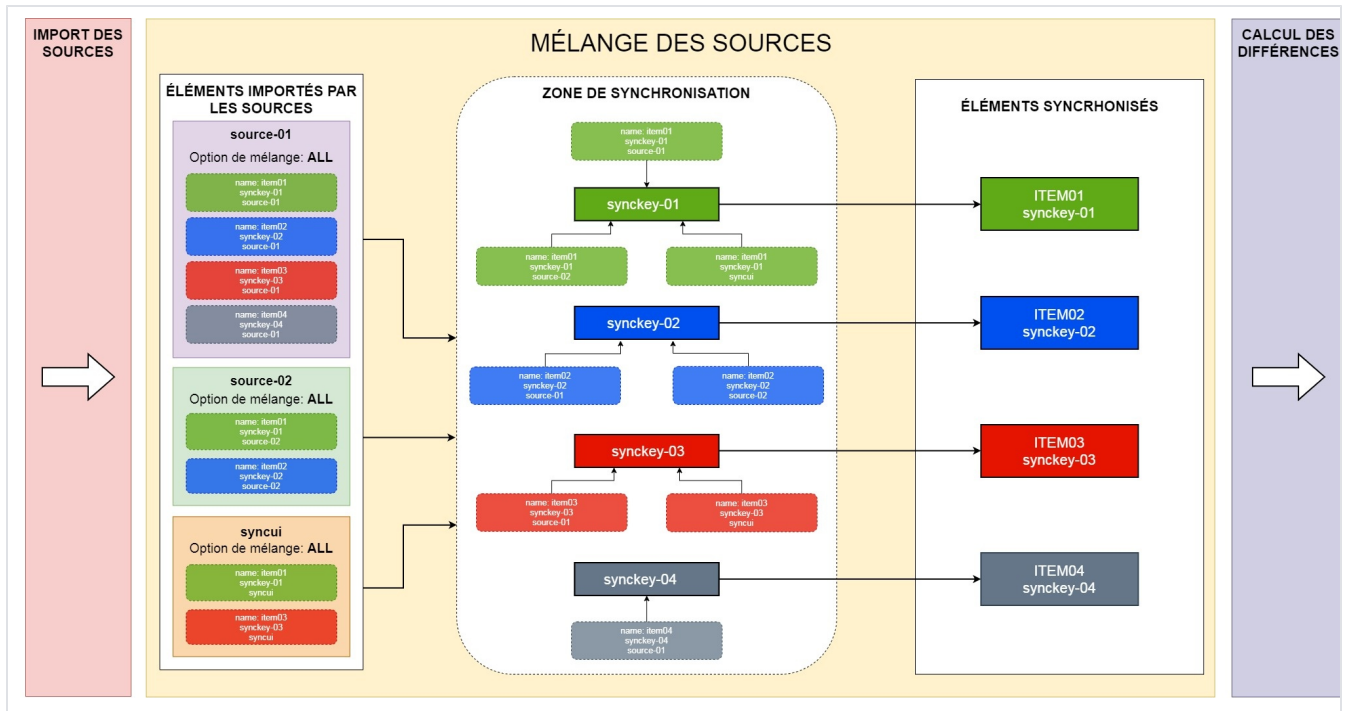 IMPORT DES
SOURCES
MÉLANGE DES SOURCES
CALCUL DES
DIFFÉRENCES
ÉLÉMENTS IMPORTÉS PAR
LES SOURCES
source-01
Option de mélange: ALL
name: item01
synckey-01
source-01
name: item02
synckey-02
source-01
name: item03
synckey-03
source-01
name: item04
synckey-04
source-01
source-02
Option de mélange: ALL
name: item01
synckey-01
source-02
name: item02
synckey-02
source-02
syncui
Option de mélange: ALL
name: item01
synckey-01
syncui
name: item03
synckey-03
syncui
ZONE DE SYNCHRONISATION
name: item01
synckey-01
source-01
synckey-01
name: item01
synckey-01
source-02
name: item01
synckey-01
syncui
synckey-02
name: item02
synckey-02
source-01
name: item02
synckey-02
source-02
synckey-03
name: item03
synckey-03
source-01
name: item03
synckey-03
syncui
synckey-04
name: item04
synckey-04
source-01
ÉLÉMENTS SYNCRHONISÉS
ITEM01
synckey-01
ITEM02
synckey-02
ITEM03
synckey-03
ITEM04
synckey-04